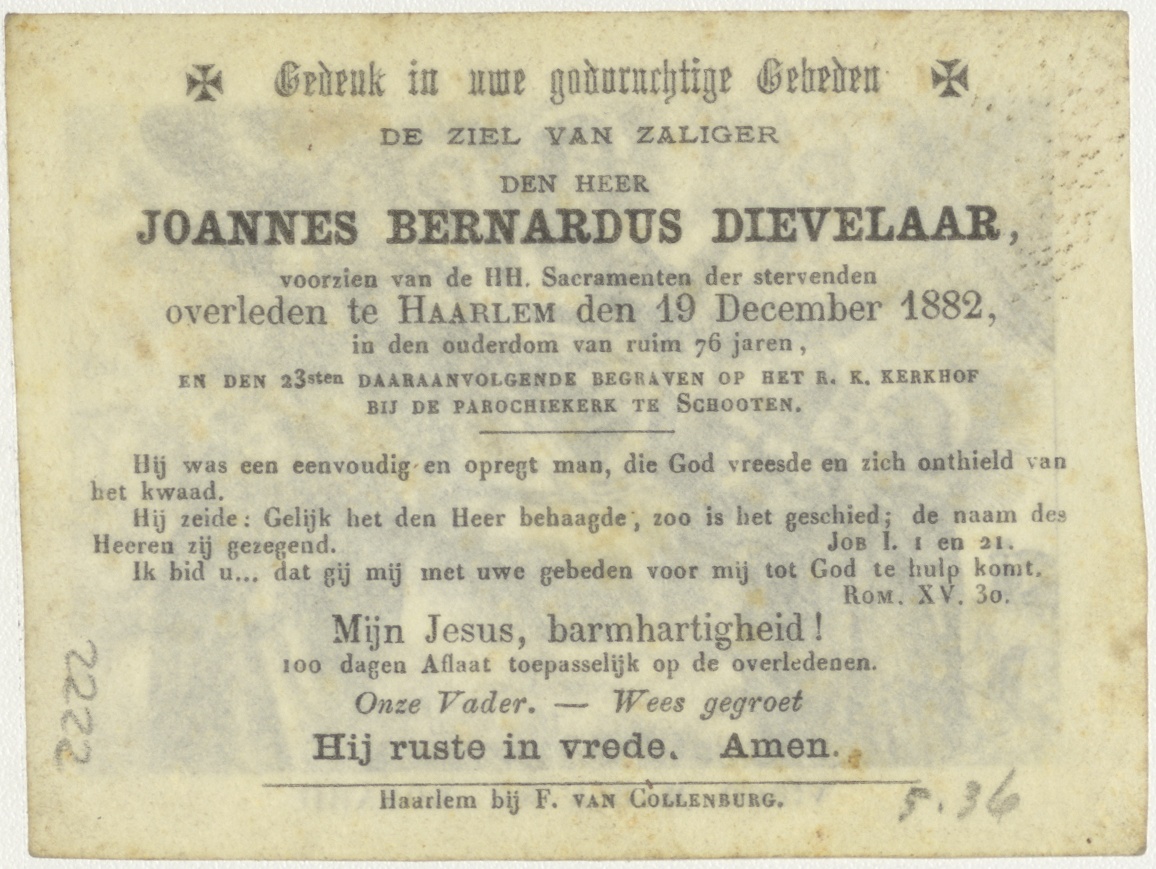 ✠ Gedenk in uwe godvruchtige Gebeden ✠
DE ZIEL VAN ZALIGER
DEN HEER
JOANNES BERNARDUS DIEVELAAR,
voorzien van de HH. Sacramenten der stervenden
overleden te HAARLEM den 19 December 1882,
in den ouderdom van ruim 76 jaren,
EN DEN 23sten DAARAANVOLGENDE BEGRAVEN OP HET R. K. KERKHOF
BIJ DE PAROCHIEKERK TE SCHOOTEN.
Hij was een eenvoudig en opregt man, die God vreesde en zich onthield van
het kwaad.
Hij zeide: Gelijk het den Heer behaagde, zoo is het geschied; de naam des
Heeren zij gezegend. JOB I. 1 en 21.
Ik bid u... dat gij mij met uwe gebeden voor mij tot God te hulp komt.
ROM. XV. 30.
Mijn Jesus, barmhartigheid!
100 dagen Aflaat toepasselijk op de overledenen.
Onze Vader. — Wees gegroet
Hij ruste in vrede. Amen.
Haarlem bij F. VAN COLLENBURG.
5.36
2222